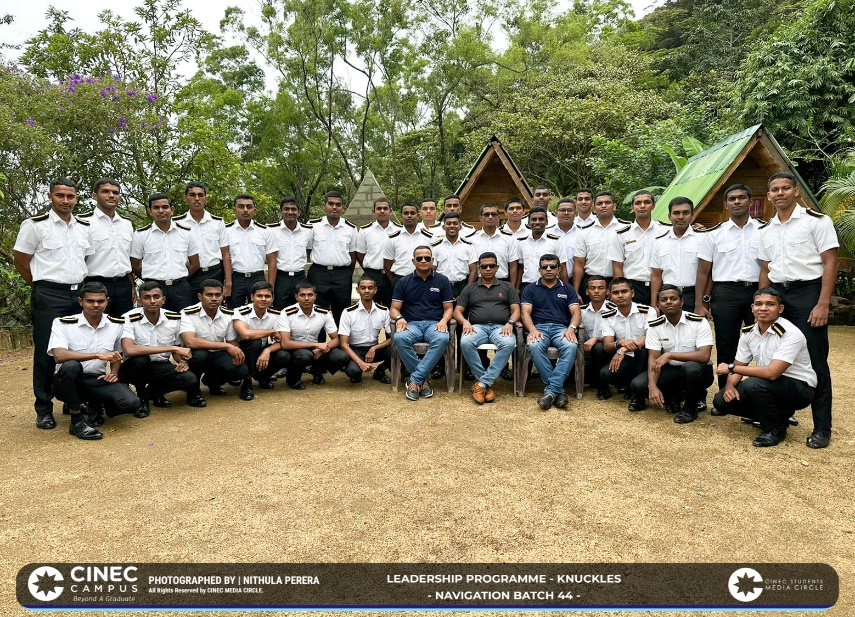 CINEC
CAMPUS
Beyond A Graduate
PHOTOGRAPHED BY | NITHULA PERERA
All Rights Reserved by CINEC MEDIA CIRCLE.
LEADERSHIP PROGRAMME - KNUCKLES
- NAVIGATION BATCH 44 -
CINEC STUDENTS
MEDIA CIRCLE